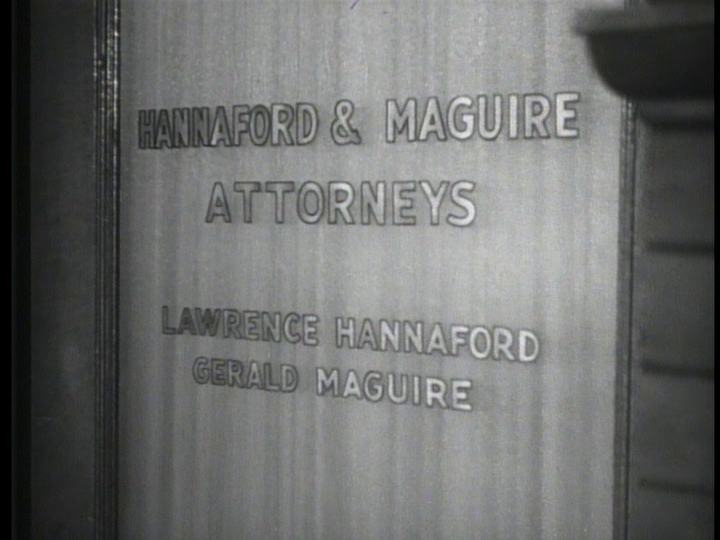 HANNAFORD & MAGUIRE
ATTORNEYS
LAWRENCE HANNAFORD
GERALD MAGUIRE